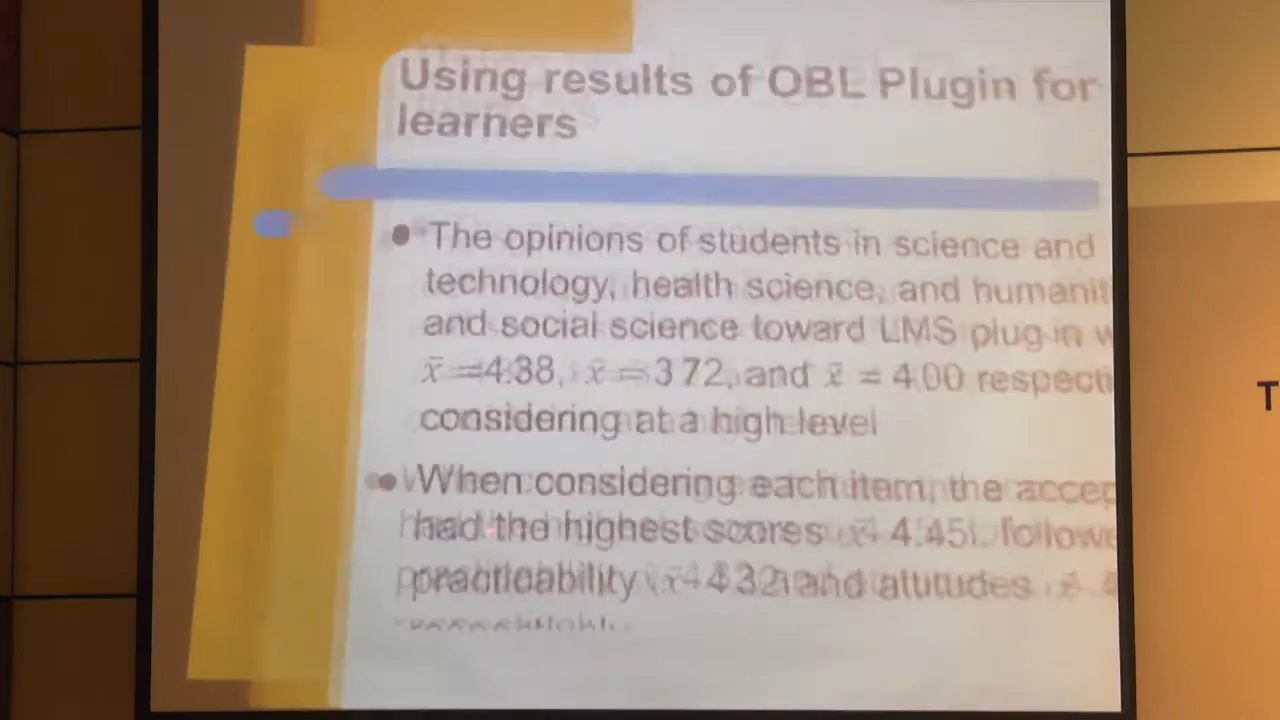 Using results of OBL Plugin for
learners
• The opinions of students in science and
technology, health science, and humanit
and social science toward LMS plug-in w
x̄ =4.38, x̄ = 3.72, and x̄ = 4.00 respecti
considering at a high level
• When considering each item, the accep
had the highest scores x̄ 4.45 followe
practicability x̄ 4.32 and attitudes x̄ 4
T